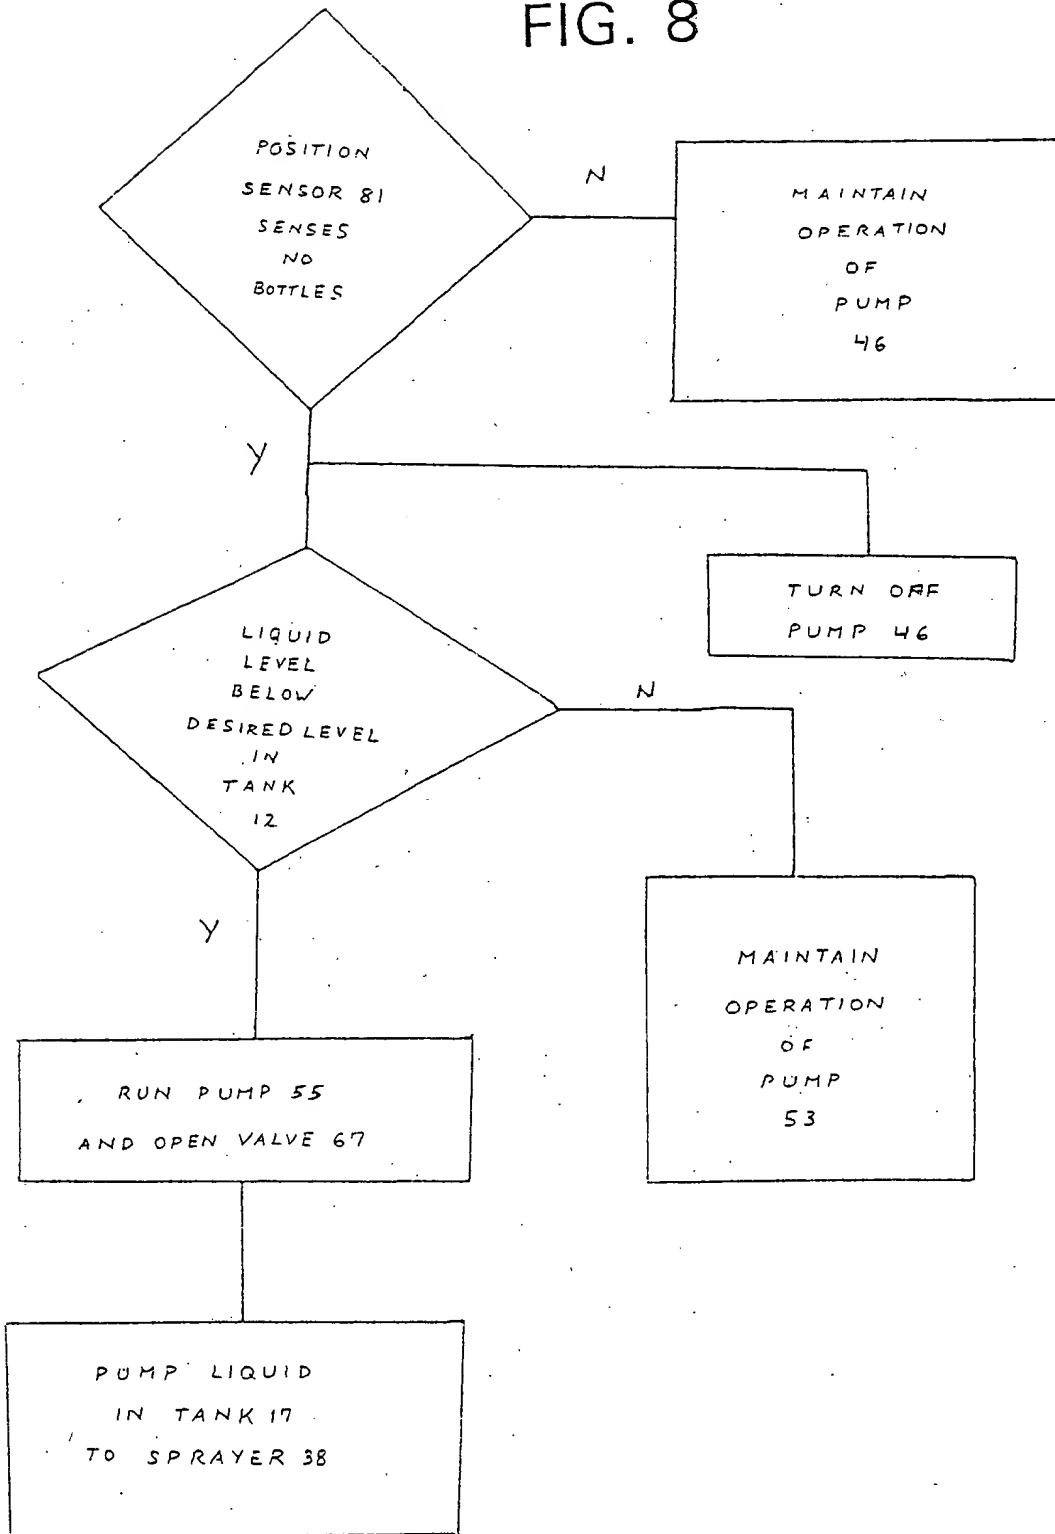 FIG. 8
POSITION
SENSOR 81
SENSES
NO
BOTTLES
N
MAINTAIN
OPERATION
OF
PUMP
46
Y
TURN OFF
PUMP 46
LIQUID
LEVEL
BELOW
DESIRED LEVEL
IN
TANK
12
N
MAINTAIN
OPERATION
OF
PUMP
53
Y
RUN PUMP 55
AND OPEN VALVE 67
PUMP LIQUID
IN TANK 17
TO SPRAYER 38